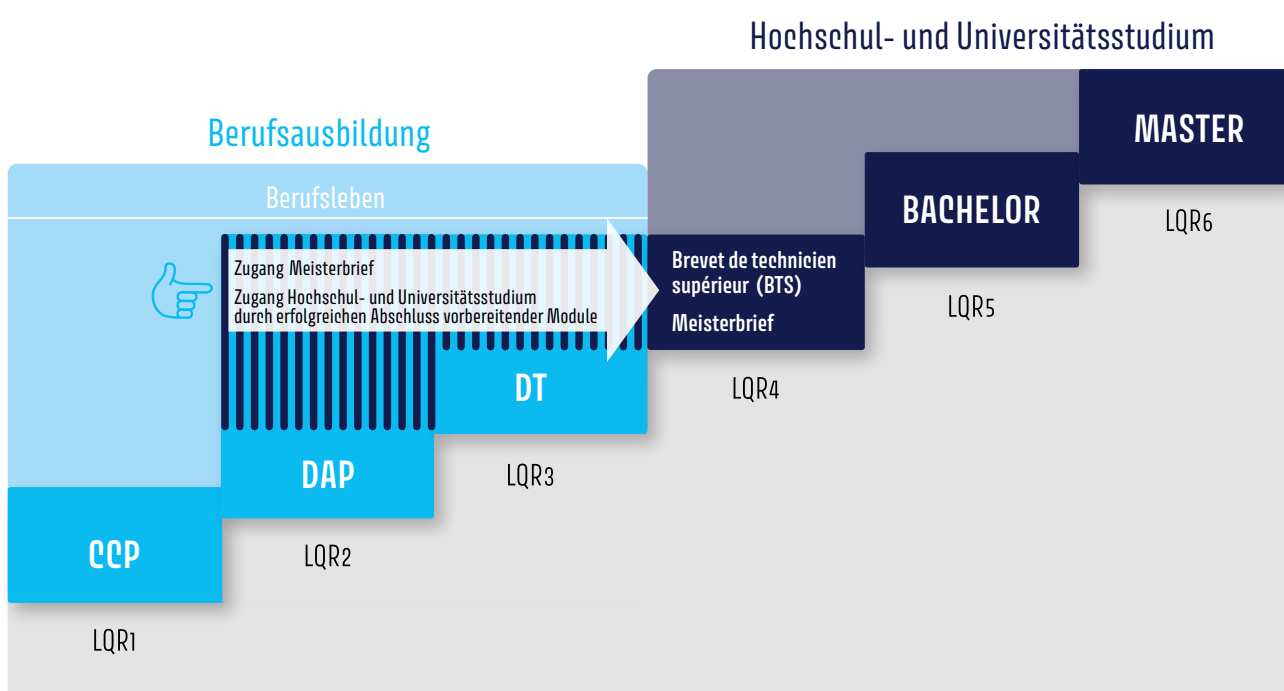 Hochschul- und Universitätsstudium
Berufsausbildung
MASTER
Berufsleben
BACHELOR
LQR6
Zugang Meisterbrief
Zugang Hochschul- und Universitätsstudium
durch erfolgreichen Abschluss vorbereitender Module
Brevet de technicien
supérieur (BTS)
Meisterbrief
LQR5
DT
LQR4
DAP
LQR3
CCP
LQR2
LQR1